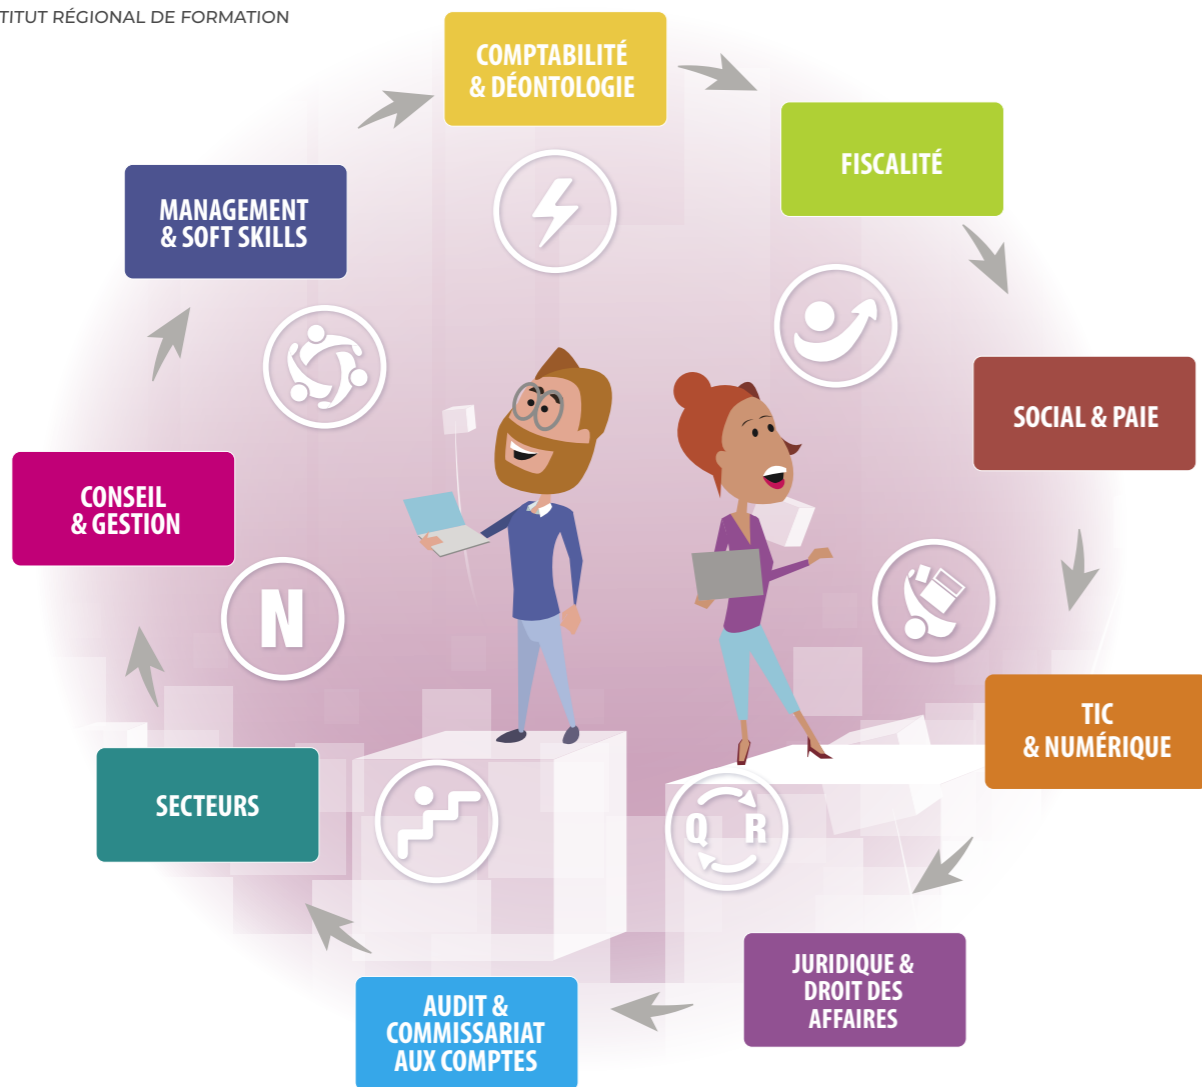 TITUT RÉGIONAL DE FORMATION
COMPTABILITÉ
& DÉONTOLOGIE
FISCALITÉ
SOCIAL & PAIE
TIC
& NUMÉRIQUE
JURIDIQUE &
DROIT DES
AFFAIRES
AUDIT &
COMMISSARIAT
AUX COMPTES
SECTEURS
CONSEIL
& GESTION
MANAGEMENT
& SOFT SKILLS
N
Q R